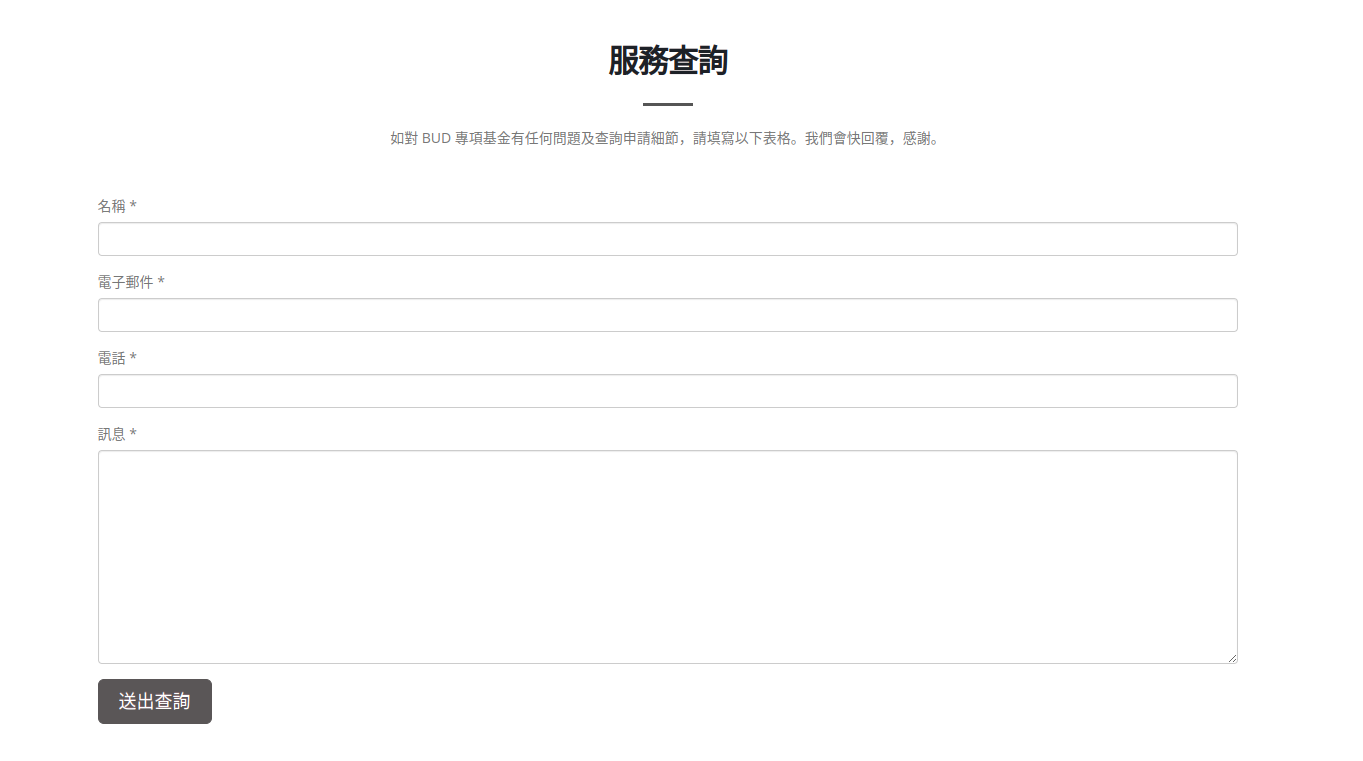 服務查詢
如對 BUD 專項基金有任何問題及查詢申請細節，請填寫以下表格。我們會快回覆，感謝。
名稱 *
電子郵件 *
電話 *
訊息 *
送出查詢